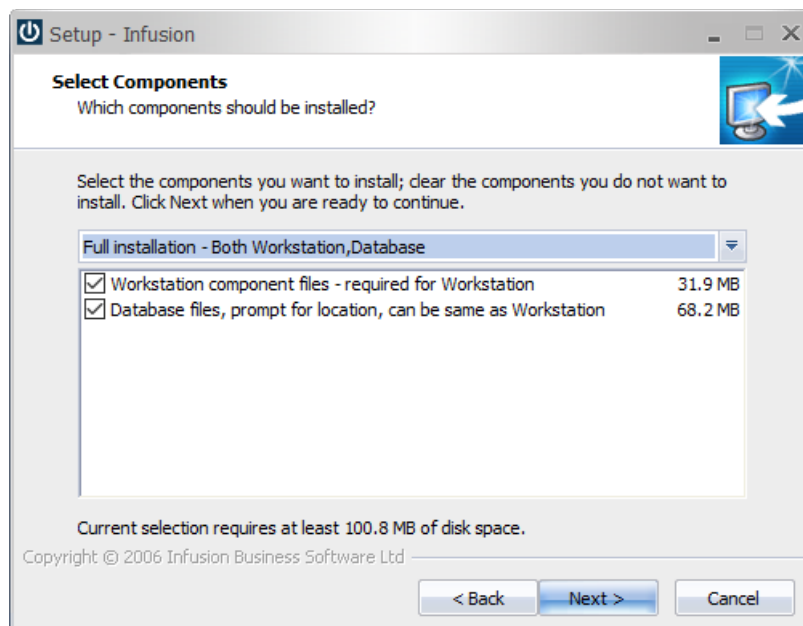 Setup - Infusion
Select Components
Which components should be installed?
Select the components you want to install; clear the components you do not want to
install. Click Next when you are ready to continue.
Full installation - Both Workstation,Database
Workstation component files - required for Workstation 31.9 MB
Database files, prompt for location, can be same as Workstation 68.2 MB
Current selection requires at least 100.8 MB of disk space.
Copyright © 2006 Infusion Business Software Ltd
< Back Next > Cancel